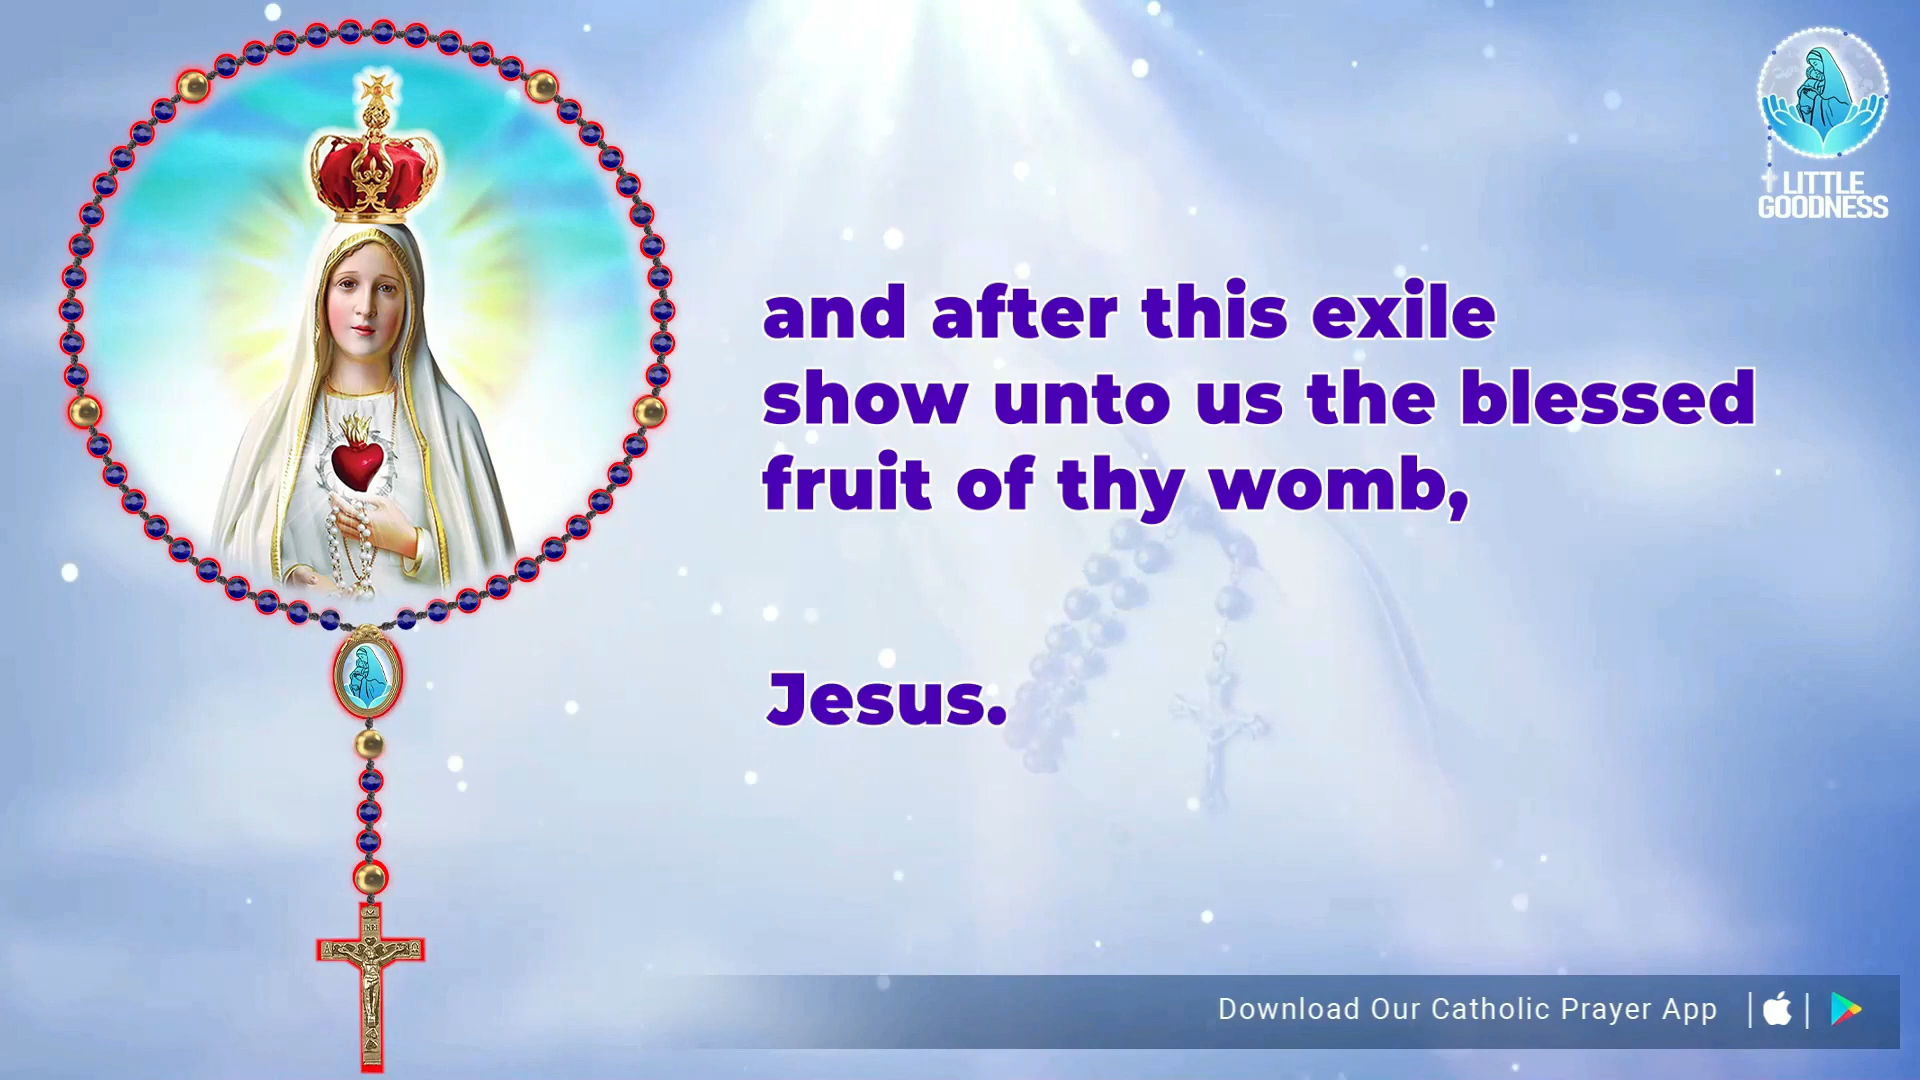 LITTLE
GOODNESS
and after this exile
show unto us the blessed
fruit of thy womb,
Jesus.
INRI
Download Our Catholic Prayer App